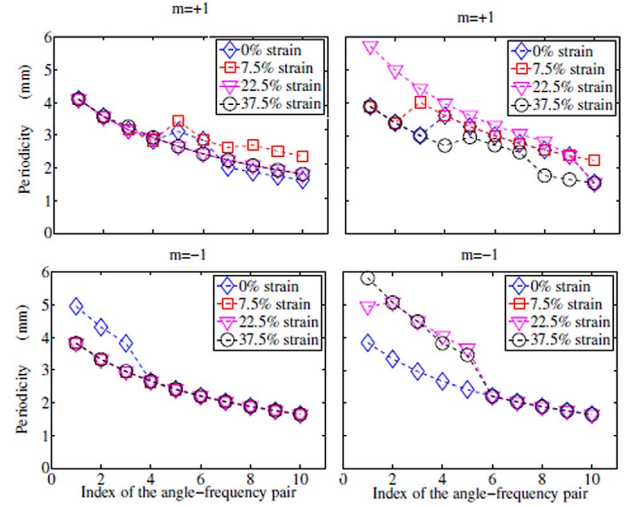 m=+1
m=+1
6
5
4
3
2
1
0
Periodicity (mm)
0% strain
7.5% strain
22.5% strain
37.5% strain
0% strain
7.5% strain
22.5% strain
37.5% strain
m=−1
m=−1
6
5
4
3
2
1
0
Periodicity (mm)
0% strain
7.5% strain
22.5% strain
37.5% strain
0% strain
7.5% strain
22.5% strain
37.5% strain
0 2 4 6 8 10
0 2 4 6 8 10
Index of the angle−frequency pair
Index of the angle−frequency pair